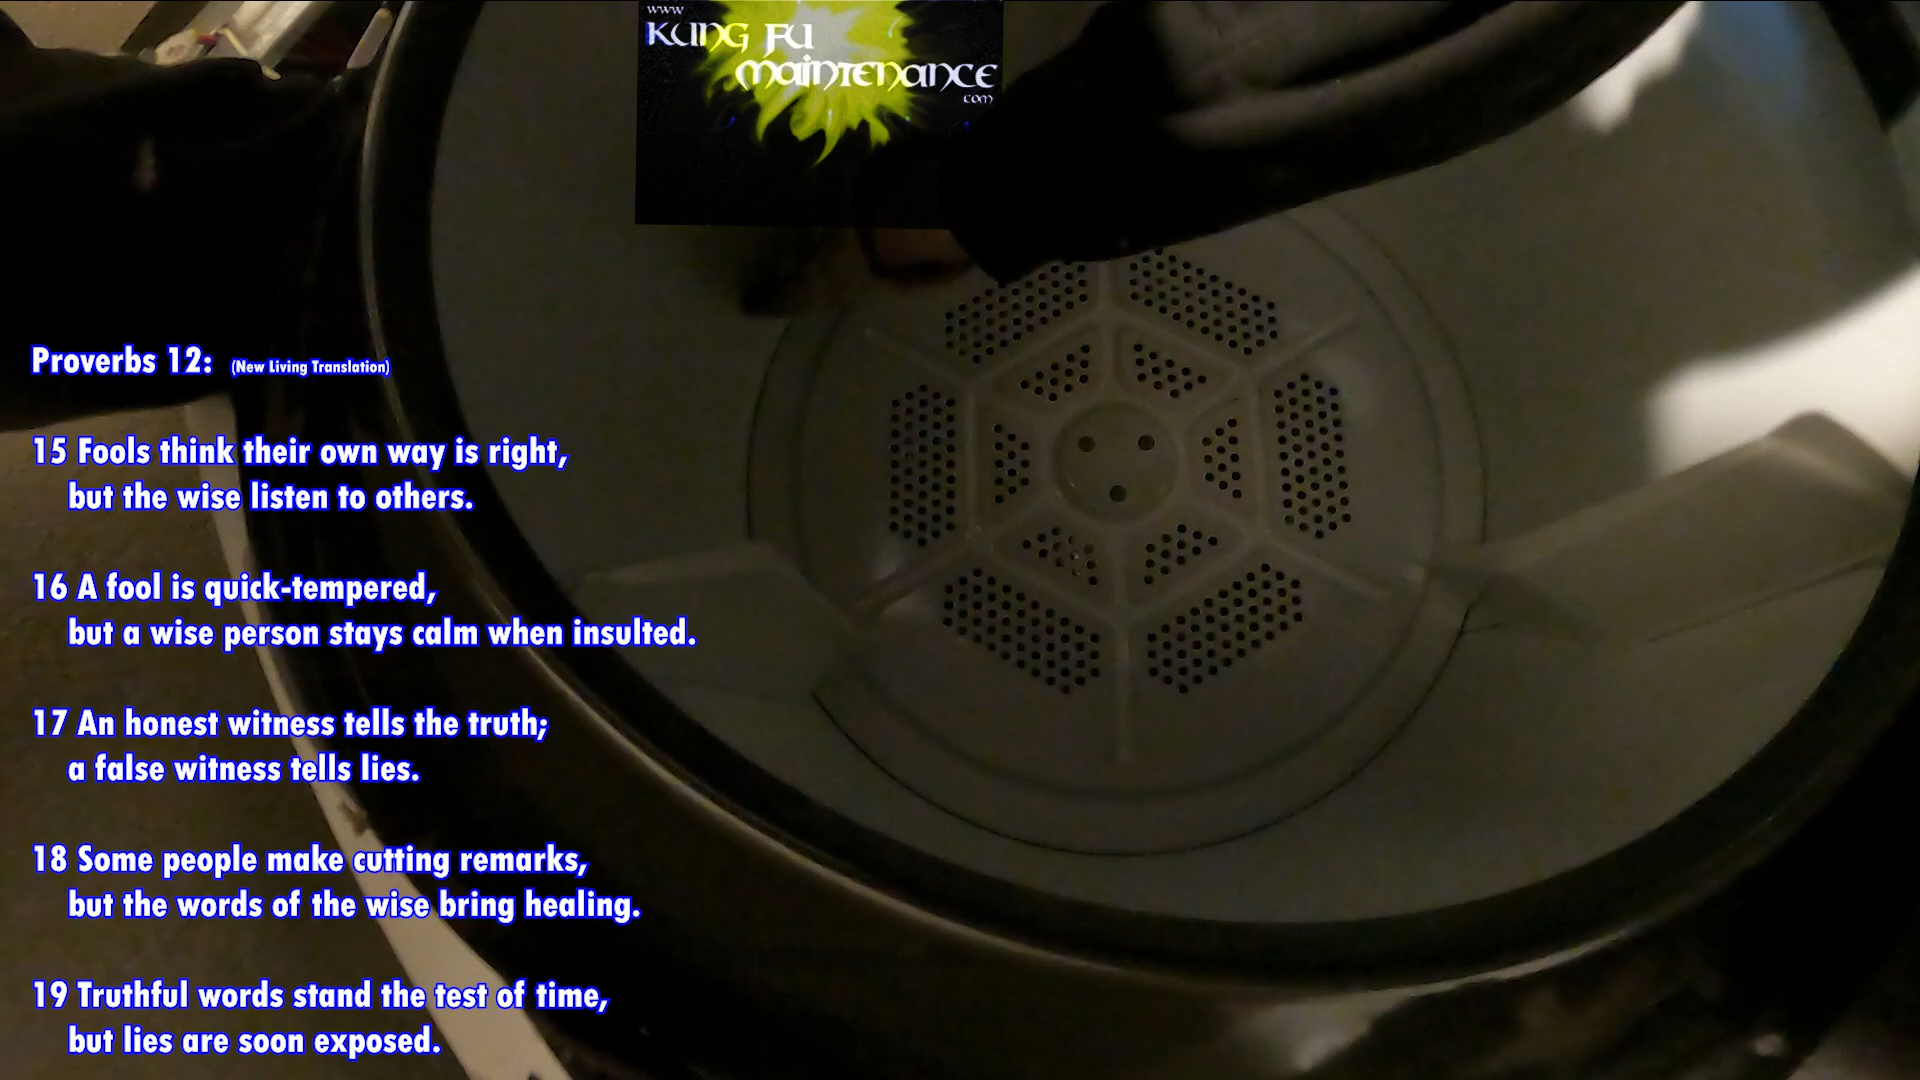 www
Kung Fu
Maintenance
.com
Proverbs 12: (New Living Translation)
15 Fools think their own way is right,
but the wise listen to others.
16 A fool is quick-tempered,
but a wise person stays calm when insulted.
17 An honest witness tells the truth;
a false witness tells lies.
18 Some people make cutting remarks,
but the words of the wise bring healing.
19 Truthful words stand the test of time,
but lies are soon exposed.